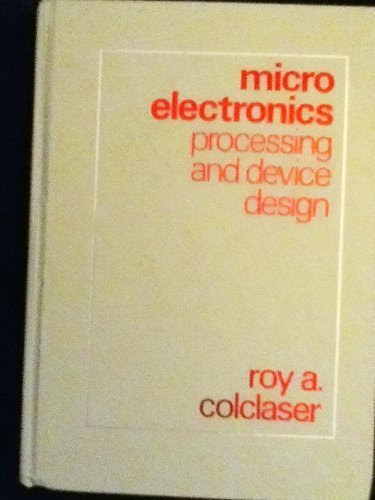 micro
electronics
processing
and device
design
roy a.
colclaser